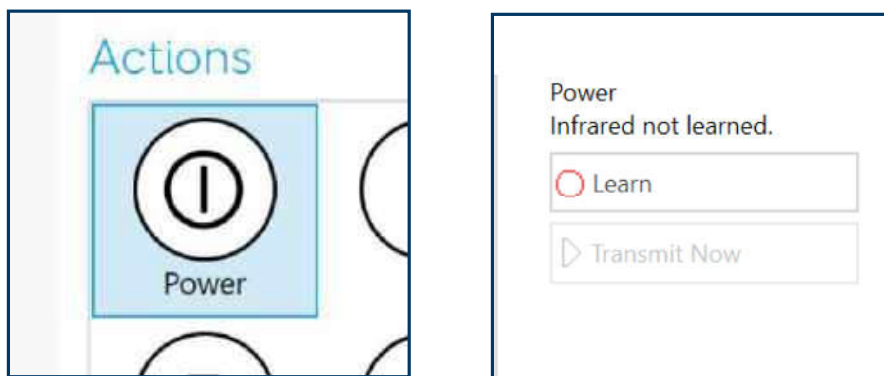 Actions
Power
Power
Infrared not learned.
Learn
Transmit Now